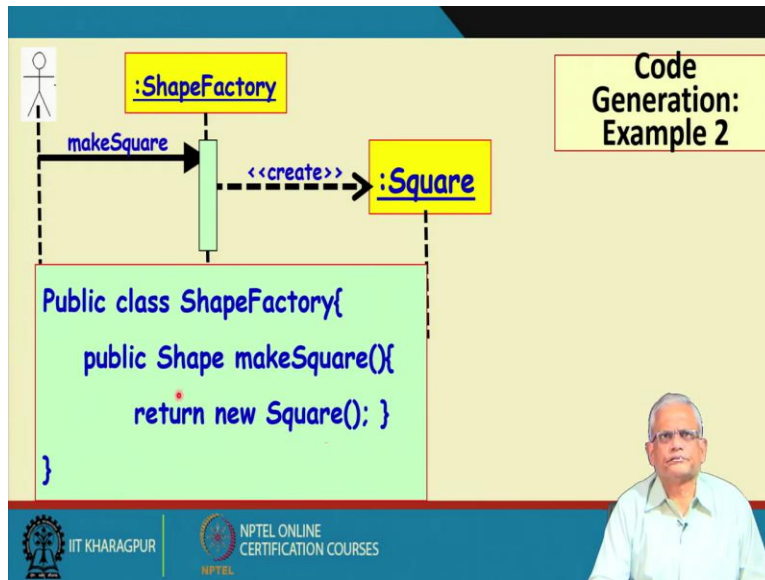 :ShapeFactory
Code
Generation:
Example 2
makeSquare
<<create>>
:Square
Public class ShapeFactory{
public Shape makeSquare(){
return new Square(); }
}
IIT KHARAGPUR
NPTEL ONLINE
CERTIFICATION COURSES
NPTEL